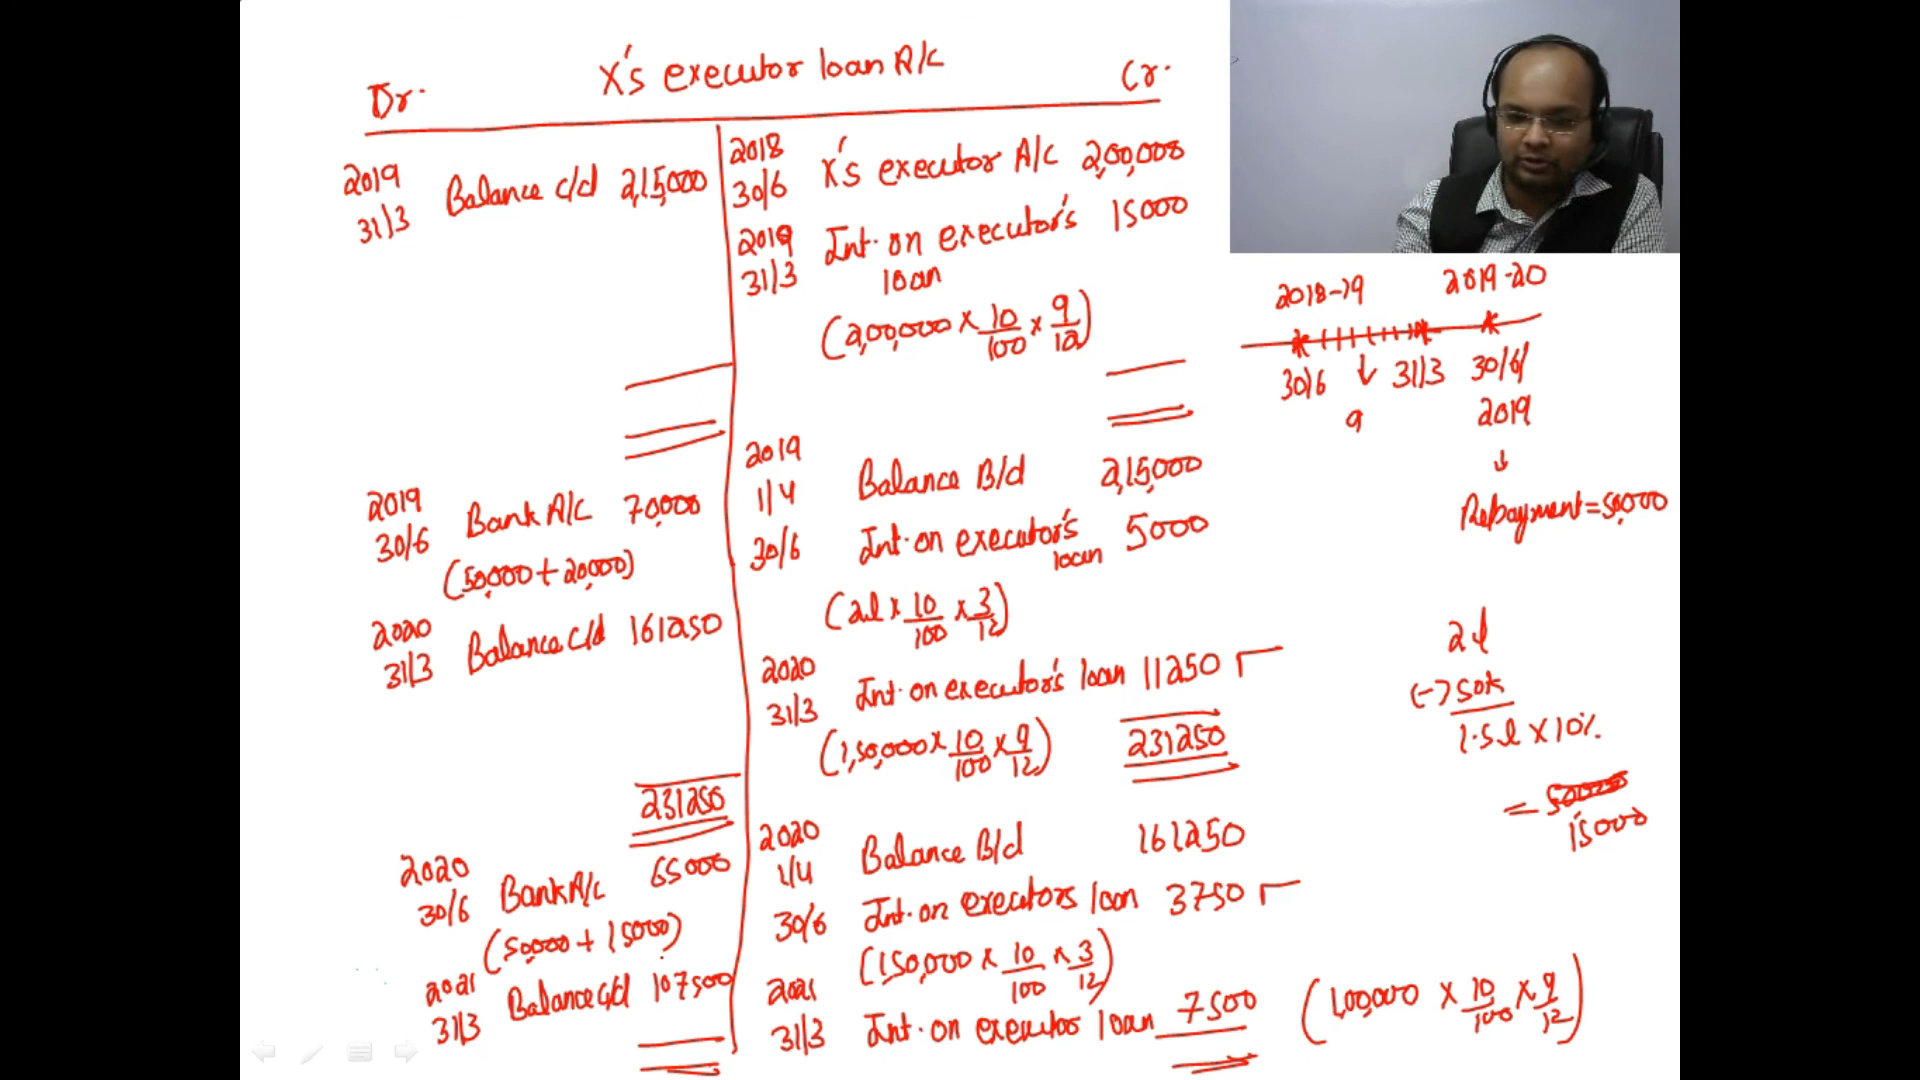 X's executor loan A/c
Dr.
Cr.
2019
31/3 Balance c/d 2,15,000
2018
30/6 X's executor A/c 2,00,000
2019
31/3 Int. on executor's 15000
loan
(2,00,000 × 10/100 × 9/12)
2019
30/6 Bank A/c 70,000
(50,000 + 20,000)
2020
31/3 Balance c/d 161250
231250
2019
1/4 Balance B/d 2,15,000
30/6 Int. on executor's 5000
loan
(2l × 10/100 × 3/12)
2020
31/3 Int. on executor's loan 11250
(1,50,000 × 10/100 × 9/12)
231250
2020
30/6 Bank A/c 65000
(50,000 + 15000)
2021
31/3 Balance c/d 107500
2020
1/4 Balance B/d 161250
30/6 Int. on executors loan 3750
(1,50,000 × 10/100 × 3/12)
2021
31/3 Int. on executor loan 7500 (1,00,000 × 10/100 × 9/12)
2018-19
2019-20
30/6
31/3
30/6/
9
2019
Repayment = 50,000
2l
(-) 50k
1.5l × 10%
= 15000